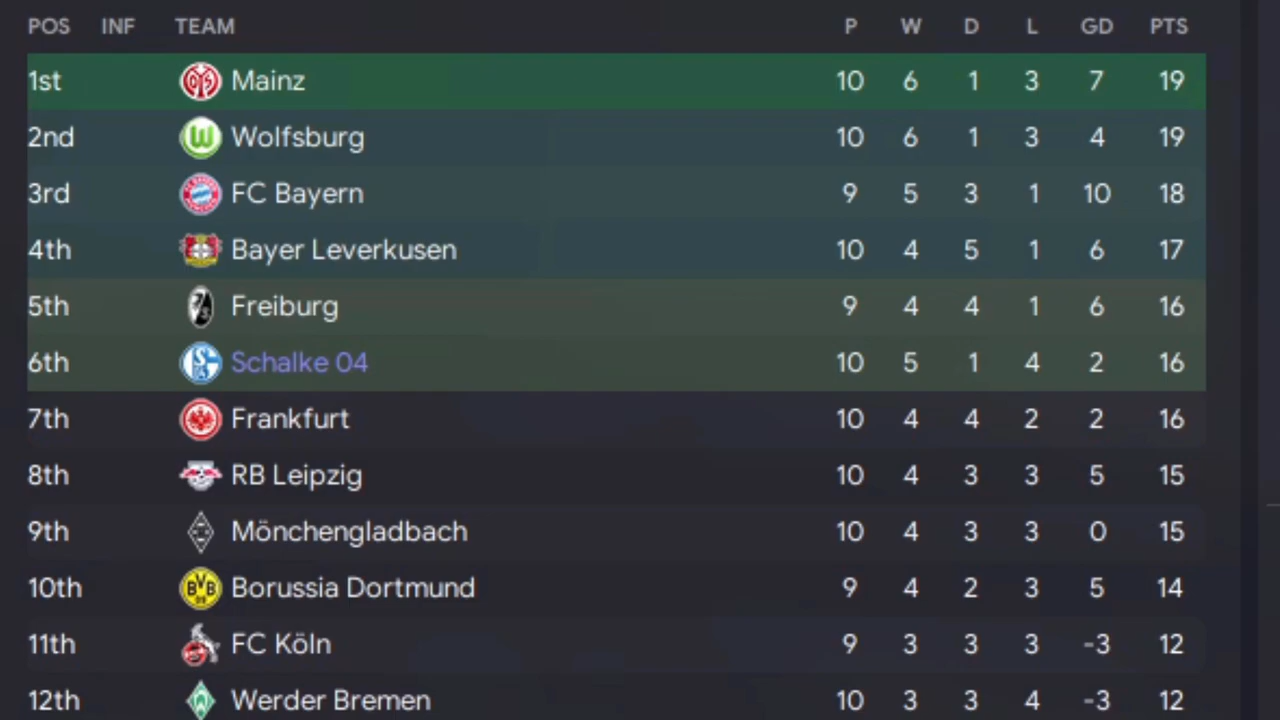 POS INF TEAM P W D L GD PTS
1st Mainz 10 6 1 3 7 19
2nd Wolfsburg 10 6 1 3 4 19
3rd FC Bayern 9 5 3 1 10 18
4th Bayer Leverkusen 10 4 5 1 6 17
5th Freiburg 9 4 4 1 6 16
6th Schalke 04 10 5 1 4 2 16
7th Frankfurt 10 4 4 2 2 16
8th RB Leipzig 10 4 3 3 5 15
9th Mönchengladbach 10 4 3 3 0 15
10th Borussia Dortmund 9 4 2 3 5 14
11th FC Köln 9 3 3 3 -3 12
12th Werder Bremen 10 3 3 4 -3 12